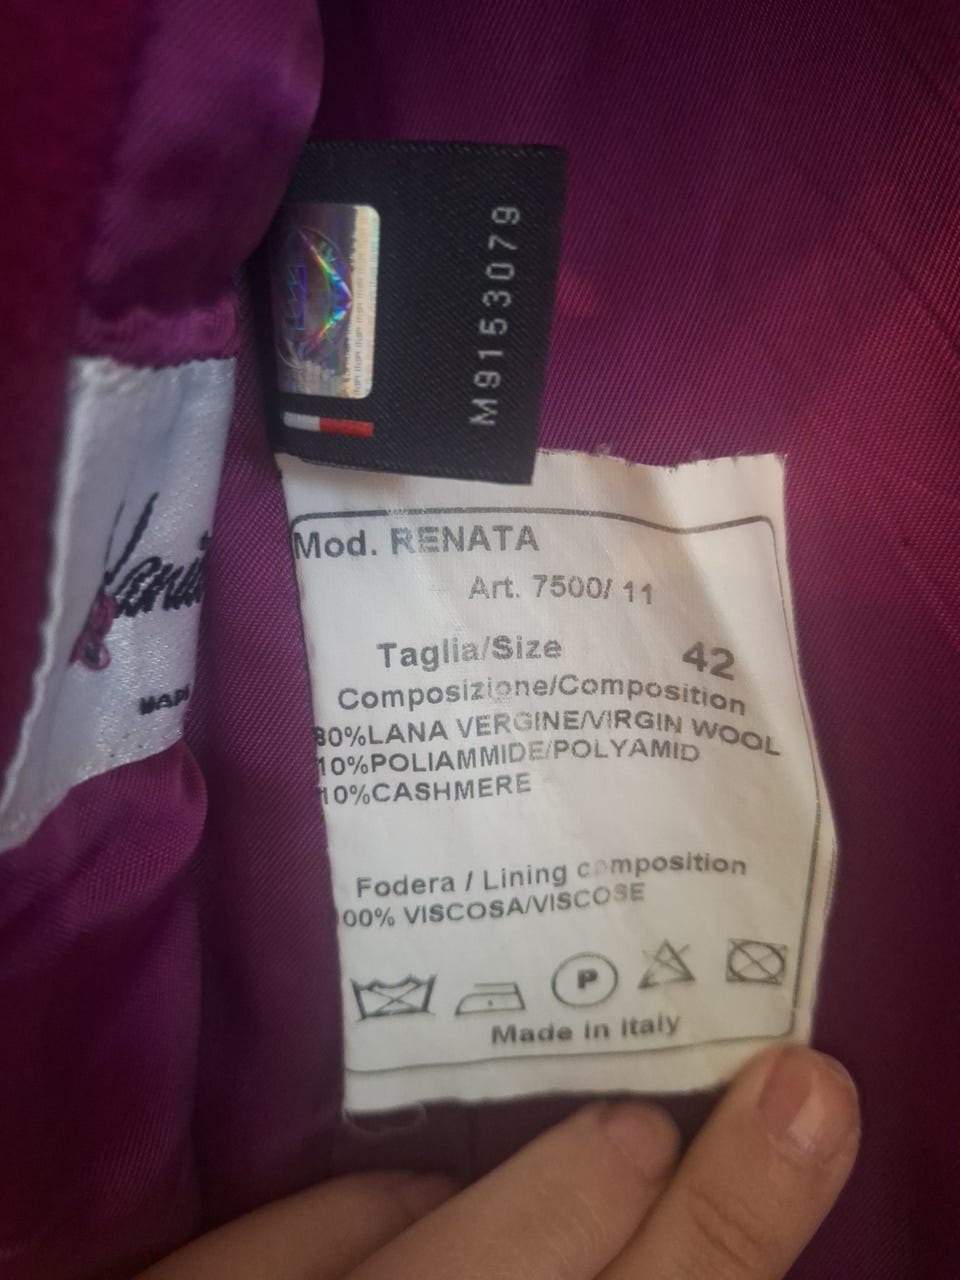 M9153079
Mod. RENATA
Art. 7500/ 11
Taglia/Size 42
Composizione/Composition
80%LANA VERGINE/VIRGIN WOOL
10%POLIAMMIDE/POLYAMID
10%CASHMERE
Fodera / Lining composition
00% VISCOSA/VISCOSE
P
Made in italy